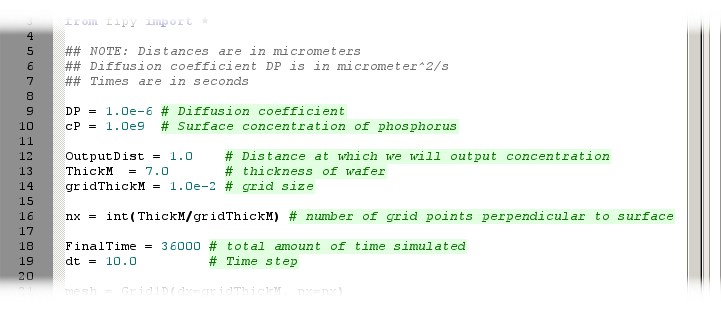 3 from fipy import *
4
5 ## NOTE: Distances are in micrometers
6 ## Diffusion coefficient DP is in micrometer^2/s
7 ## Times are in seconds
8
9 DP = 1.0e-6 # Diffusion coefficient
10 cP = 1.0e9 # Surface concentration of phosphorus
11
12 OutputDist = 1.0 # Distance at which we will output concentration
13 ThickM = 7.0 # thickness of wafer
14 gridThickM = 1.0e-2 # grid size
15
16 nx = int(ThickM/gridThickM) # number of grid points perpendicular to surface
17
18 FinalTime = 36000 # total amount of time simulated
19 dt = 10.0 # Time step
20
21 mesh = Grid1D(dx=gridThickM, nx=nx)